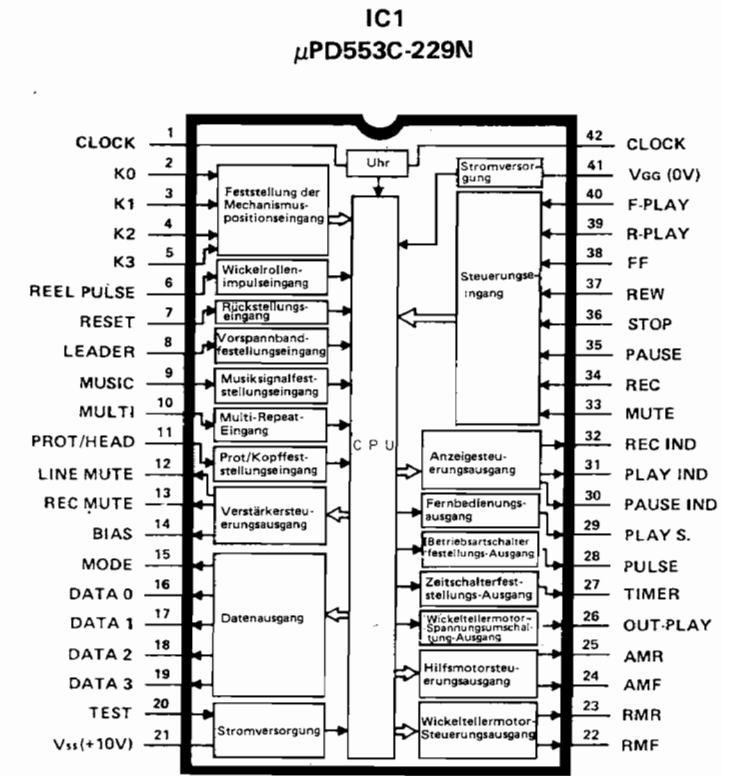 IC1
μPD553C-229N
CLOCK 1
K0 2
K1 3
K2 4
K3 5
REEL PULSE 6
RESET 7
LEADER 8
MUSIC 9
MULTI 10
PROT/HEAD 11
LINE MUTE 12
REC MUTE 13
BIAS 14
MODE 15
DATA 0 16
DATA 1 17
DATA 2 18
DATA 3 19
TEST 20
Vss(+10V) 21
Feststellung der
Mechanismus-
positionseingang
Wickelrollen-
impulseingang
Rückstellungs-
eingang
Vorspannband-
festellungseingang
Musiksignalfest-
stellungseingang
Multi-Repeat-
Eingang
Prot/Kopffest-
stellungseingang
Verstärkersteu-
erungsausgang
Datenausgang
Stromversorgung
Uhr
CPU
Stromversor-
gung
Steuerungse-
ingang
Anzeigesteu-
erungsausgang
Fernbedienungs-
ausgang
Betriebsartschalter
festellungs-Ausgang
Zeitschalterfest-
stellungs-Ausgang
Wickeltellermotor-
Spannungsumschal-
tung-Ausgang
Hilfsmotorsteu-
erungsausgang
Wickeltellermotor-
Steuerungsausgang
42 CLOCK
41 VGG (0V)
40 F-PLAY
39 R-PLAY
38 FF
37 REW
36 STOP
35 PAUSE
34 REC
33 MUTE
32 REC IND
31 PLAY IND
30 PAUSE IND
29 PLAY S.
28 PULSE
27 TIMER
26 OUT-PLAY
25 AMR
24 AMF
23 RMR
22 RMF